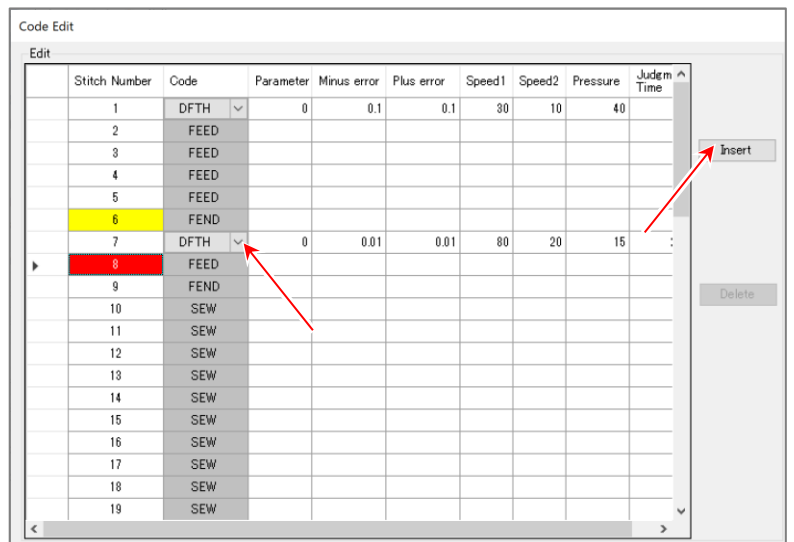 Code Edit
Edit
Stitch Number Code Parameter Minus error Plus error Speed1 Speed2 Pressure Judgm
Time
1 DFTH 0 0.1 0.1 30 10 40
2 FEED
3 FEED Insert
4 FEED
5 FEED
6 FEND
7 DFTH 0 0.01 0.01 80 20 15
8 FEED
9 FEND Delete
10 SEW
11 SEW
12 SEW
13 SEW
14 SEW
15 SEW
16 SEW
17 SEW
18 SEW
19 SEW